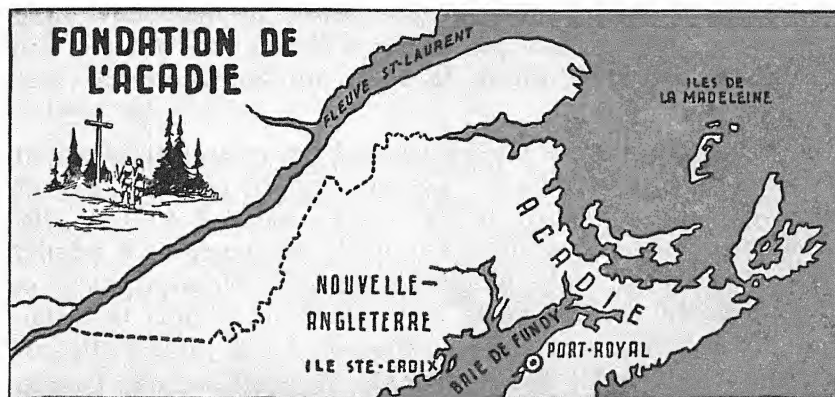 FONDATION DE
L'ACADIE
FLEUVE ST-LAURENT
ILES DE
LA MADELEINE
ACADIE
NOUVELLE-
ANGLETERRE
ILE STE-CROIX
BAIE DE FUNDY
PORT-ROYAL